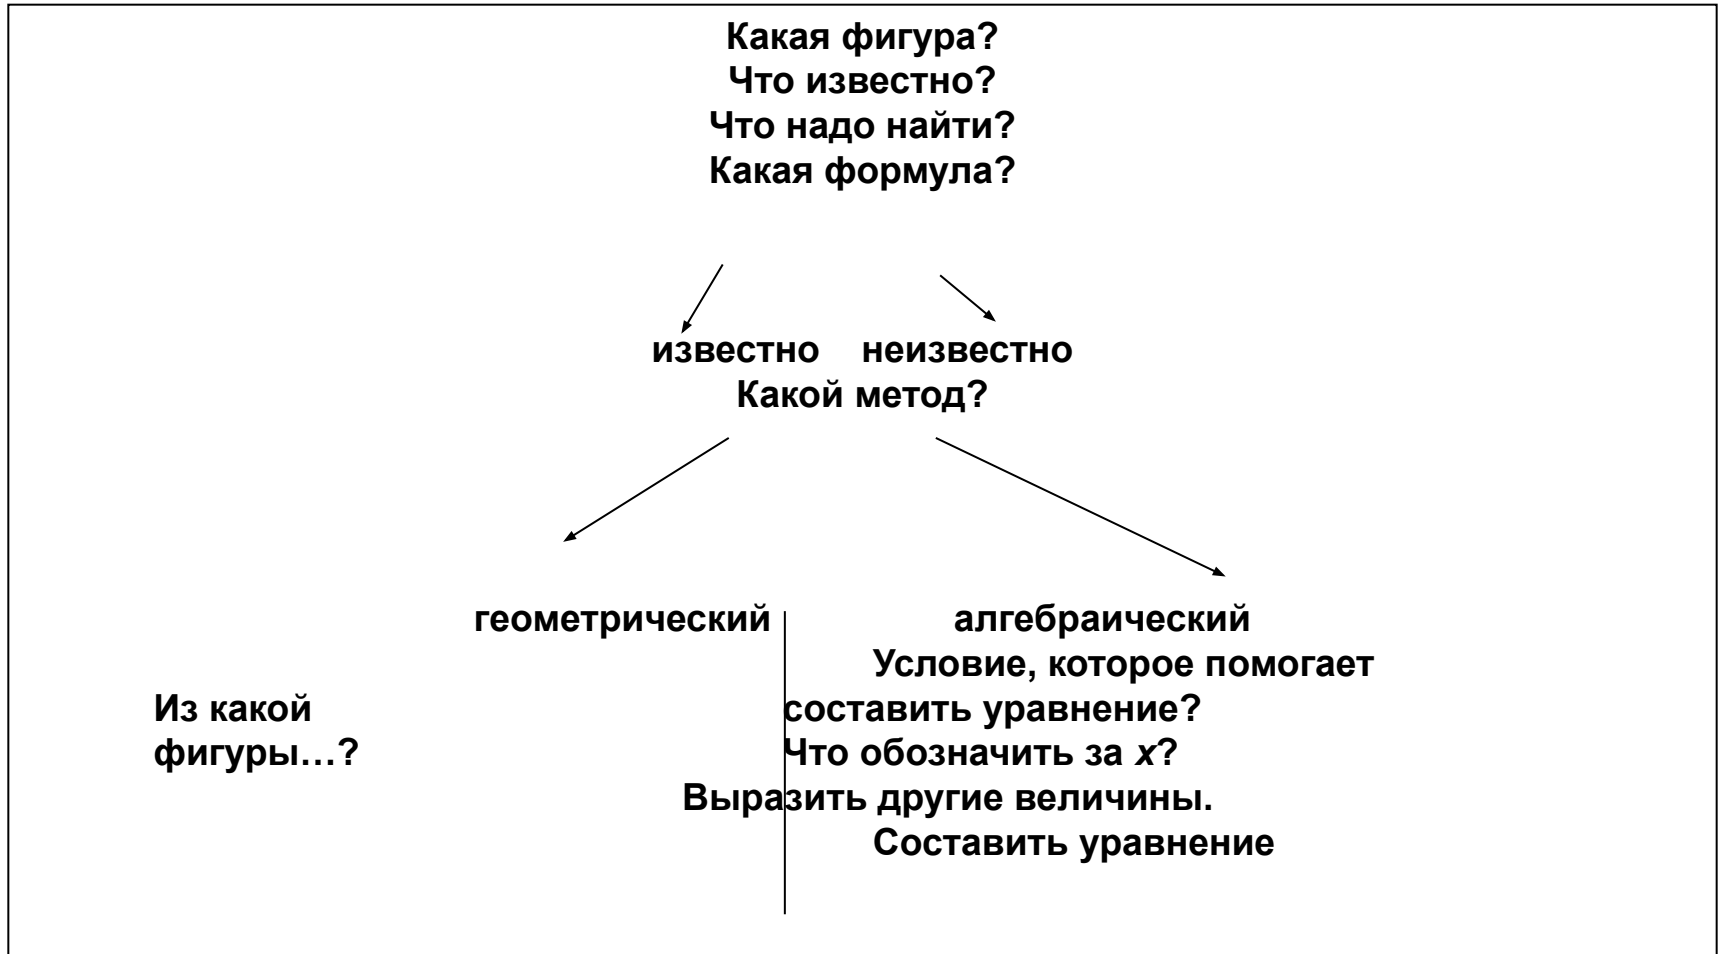 Какая фигура?
Что известно?
Что надо найти?
Какая формула?
известно неизвестно
Какой метод?
геометрический
Из какой
фигуры…?
алгебраический
Условие, которое помогает
составить уравнение?
Что обозначить за x?
Выразить другие величины.
Составить уравнение